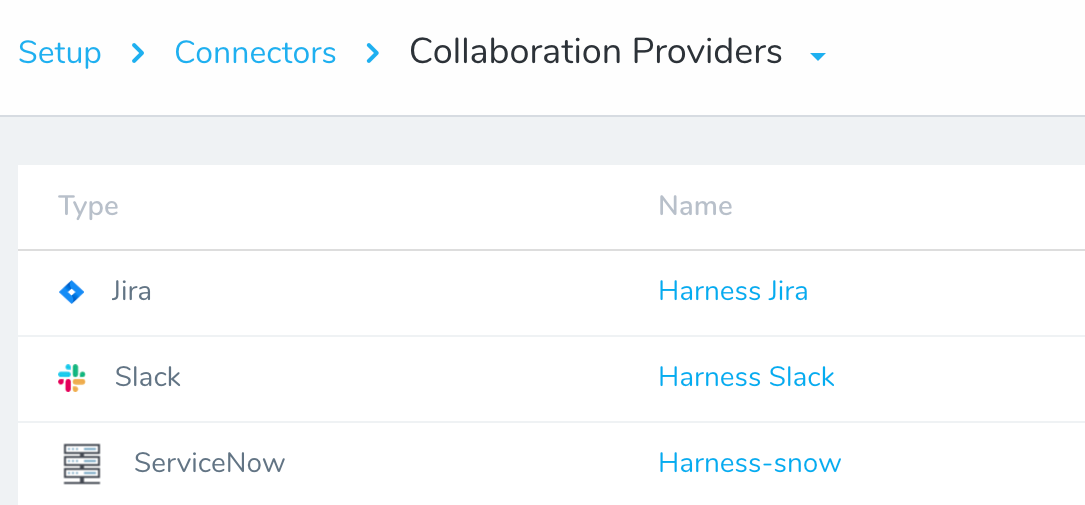 Setup > Connectors > Collaboration Providers
Type Name
Jira Harness Jira
Slack Harness Slack
ServiceNow Harness-snow